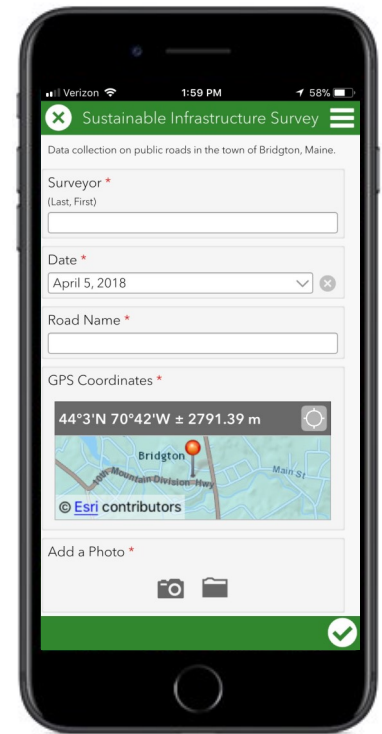 Verizon 1:59 PM 58%
Sustainable Infrastructure Survey
Data collection on public roads in the town of Bridgton, Maine.
Surveyor *
(Last, First)
Date *
April 5, 2018
Road Name *
GPS Coordinates *
44°3'N 70°42'W ± 2791.39 m
Bridgton
Main St
10th Mountain Division Hwy
© Esri contributors
Add a Photo *